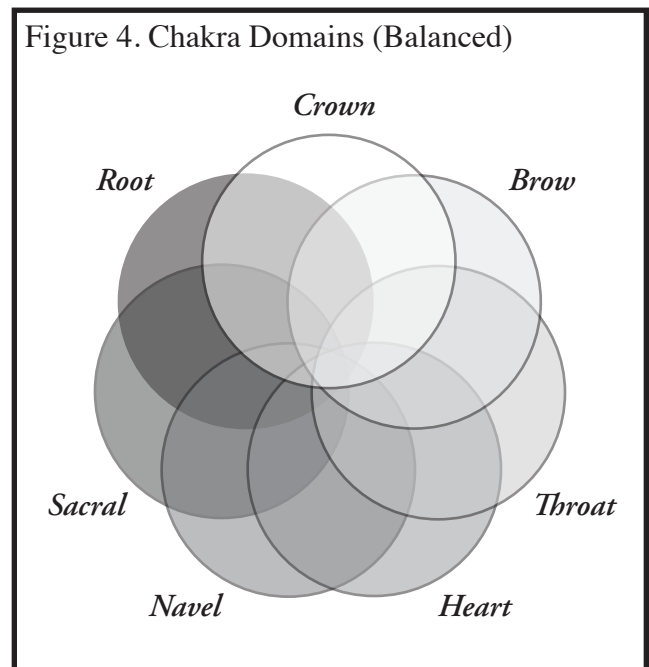 Figure 4. Chakra Domains (Balanced)
Crown
Root
Brow
Sacral
Throat
Navel
Heart